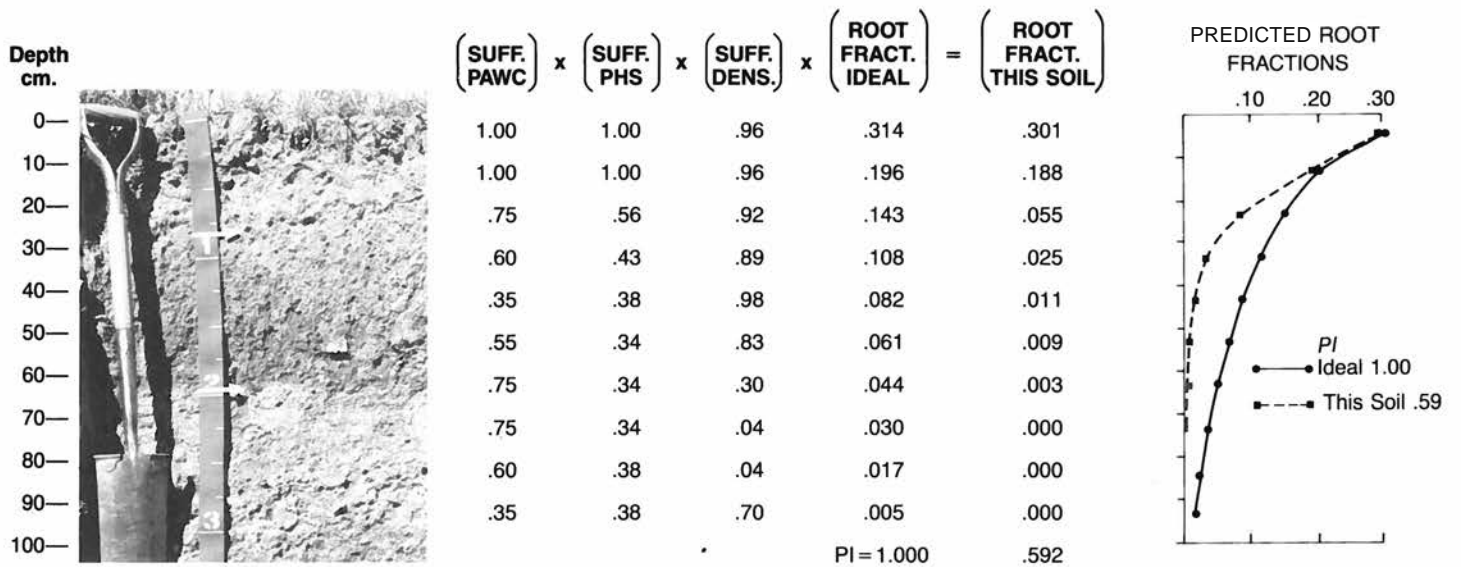 Depth
cm.
(SUFF. PAWC) x (SUFF. PHS) x (SUFF. DENS.) x (ROOT FRACT. IDEAL) = (ROOT FRACT. THIS SOIL)
PREDICTED ROOT
FRACTIONS
.10 .20 .30
0— 1.00 1.00 .96 .314 .301
10— 1.00 1.00 .96 .196 .188
20— .75 .56 .92 .143 .055
30— .60 .43 .89 .108 .025
40— .35 .38 .98 .082 .011
50— .55 .34 .83 .061 .009
60— .75 .34 .30 .044 .003
70— .75 .34 .04 .030 .000
80— .60 .38 .04 .017 .000
90— .35 .38 .70 .005 .000
100— PI = 1.000 .592
1
2
3
PI
Ideal 1.00
This Soil .59